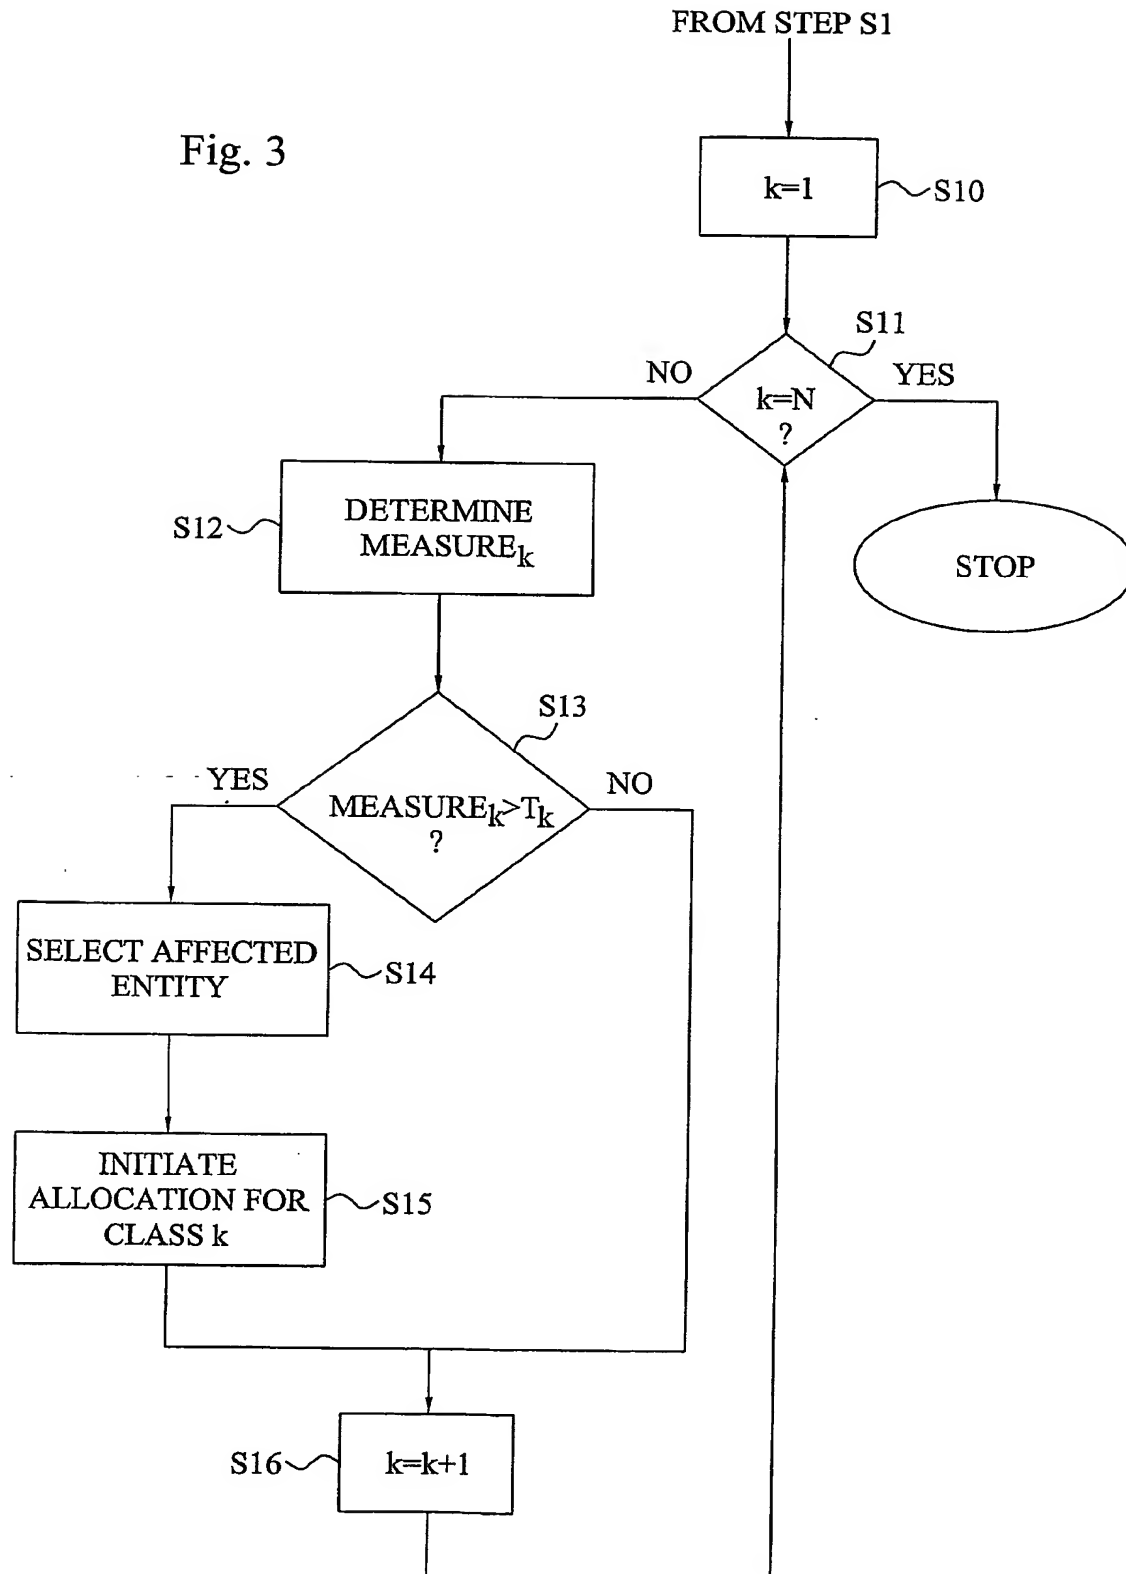 FROM STEP S1
Fig. 3
k=1
S10
S11
NO
YES
k=N
?
S12
DETERMINE
MEASUREk
STOP
S13
YES
NO
MEASUREk>Tk
?
SELECT AFFECTED
ENTITY
S14
INITIATE
ALLOCATION FOR
CLASS k
S15
S16
k=k+1